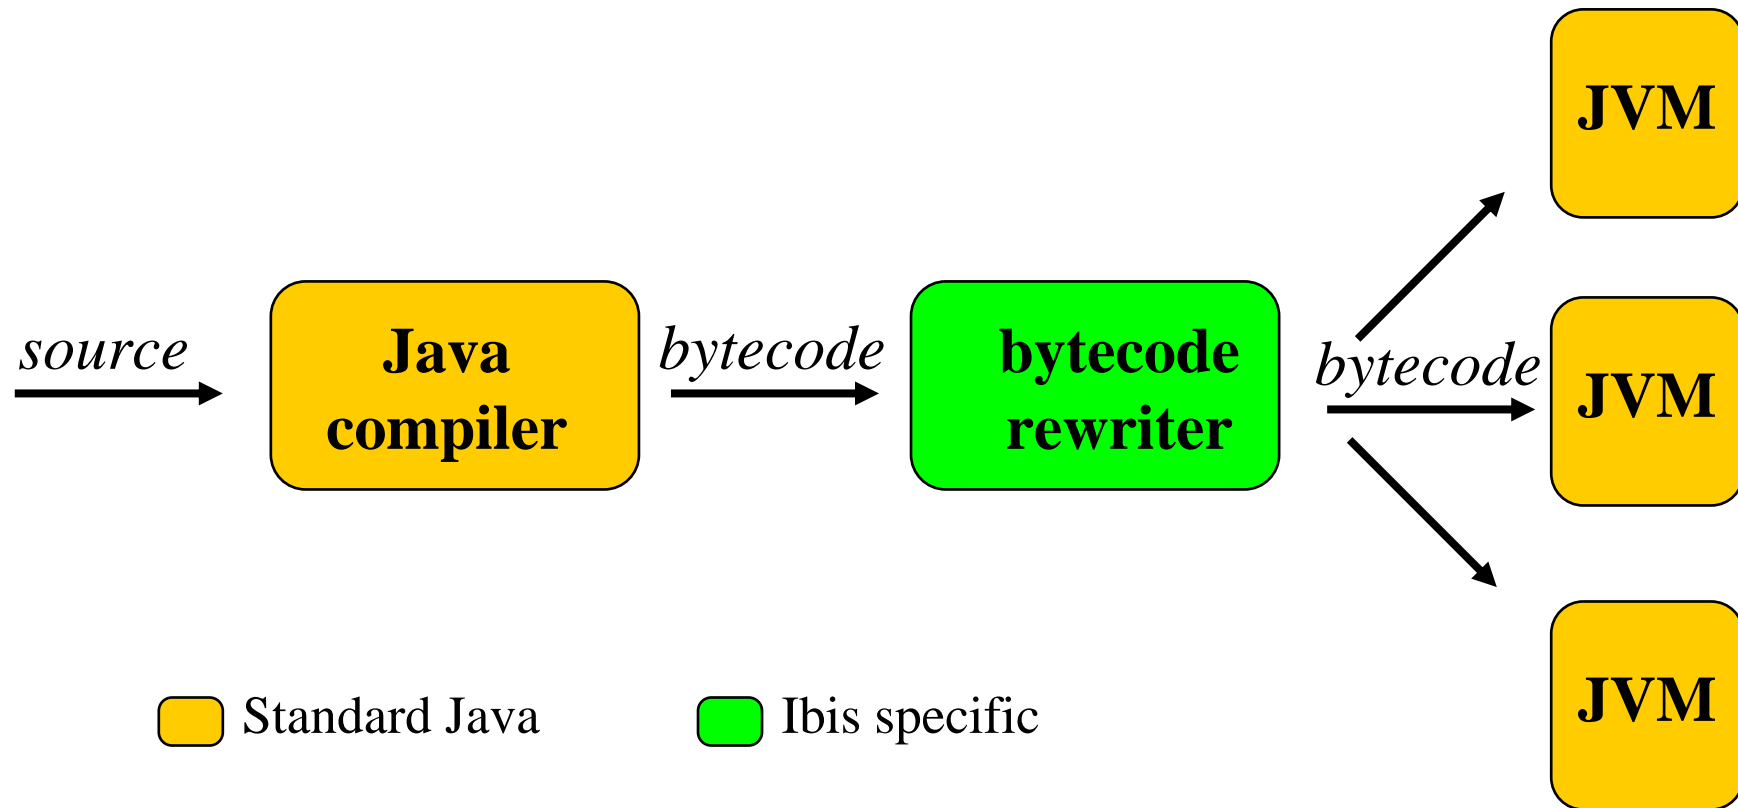 JVM
source
Java
compiler
bytecode
bytecode
rewriter
bytecode
JVM
JVM
Standard Java
Ibis specific